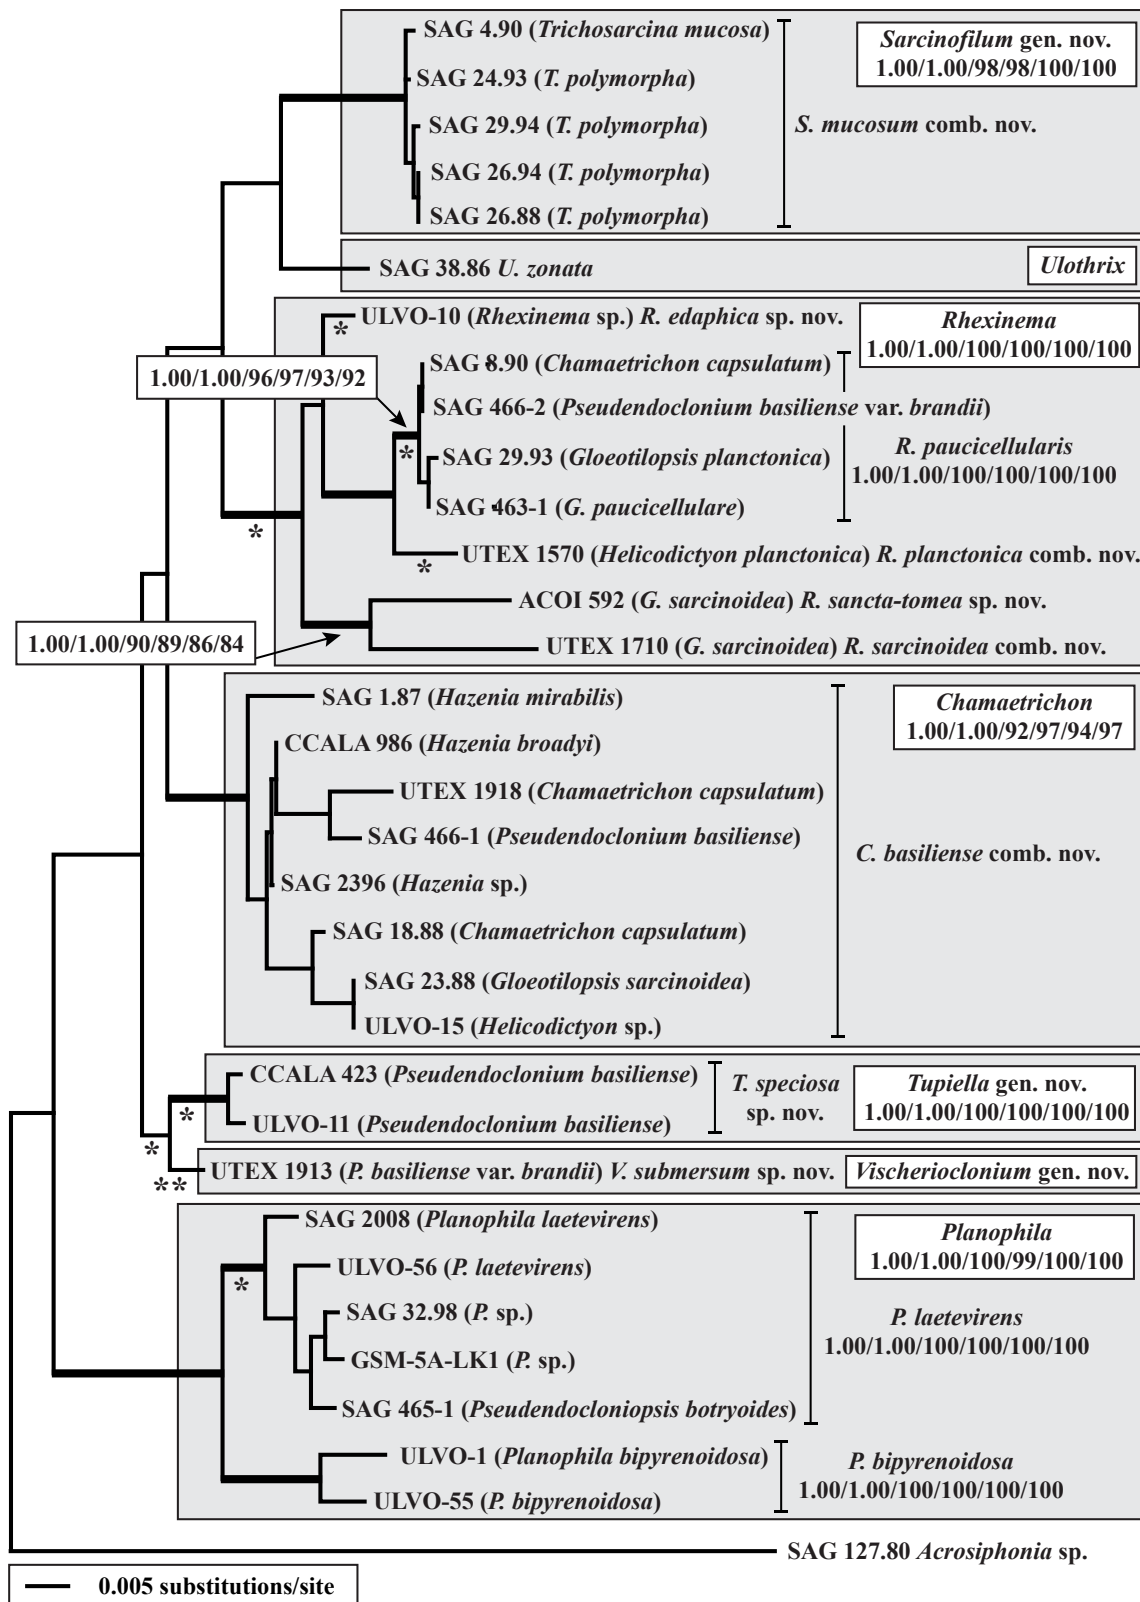 SAG 4.90 (Trichosarcina mucosa)
Sarcinofilum gen. nov.
1.00/1.00/98/98/100/100
SAG 24.93 (T. polymorpha)
SAG 29.94 (T. polymorpha)
S. mucosum comb. nov.
SAG 26.94 (T. polymorpha)
SAG 26.88 (T. polymorpha)
SAG 38.86 U. zonata
Ulothrix
ULVO-10 (Rhexinema sp.) R. edaphica sp. nov.
*
Rhexinema
1.00/1.00/100/100/100/100
1.00/1.00/96/97/93/92
SAG 8.90 (Chamaetrichon capsulatum)
SAG 466-2 (Pseudendoclonium basiliense var. brandii)
*
SAG 29.93 (Gloeotilopsis planctonica)
R. paucicellularis
1.00/1.00/100/100/100/100
SAG 463-1 (G. paucicellulare)
*
UTEX 1570 (Helicodictyon planctonica) R. planctonica comb. nov.
*
ACOI 592 (G. sarcinoidea) R. sancta-tomea sp. nov.
1.00/1.00/90/89/86/84
UTEX 1710 (G. sarcinoidea) R. sarcinoidea comb. nov.
SAG 1.87 (Hazenia mirabilis)
Chamaetrichon
1.00/1.00/92/97/94/97
CCALA 986 (Hazenia broadyi)
UTEX 1918 (Chamaetrichon capsulatum)
SAG 466-1 (Pseudendoclonium basiliense)
C. basiliense comb. nov.
SAG 2396 (Hazenia sp.)
SAG 18.88 (Chamaetrichon capsulatum)
SAG 23.88 (Gloeotilopsis sarcinoidea)
ULVO-15 (Helicodictyon sp.)
CCALA 423 (Pseudendoclonium basiliense)
*
T. speciosa
sp. nov.
Tupiella gen. nov.
1.00/1.00/100/100/100/100
ULVO-11 (Pseudendoclonium basiliense)
*
UTEX 1913 (P. basiliense var. brandii) V. submersum sp. nov.
Vischerioclonium gen. nov.
**
SAG 2008 (Planophila laetevirens)
Planophila
1.00/1.00/100/99/100/100
ULVO-56 (P. laetevirens)
*
SAG 32.98 (P. sp.)
P. laetevirens
1.00/1.00/100/100/100/100
GSM-5A-LK1 (P. sp.)
SAG 465-1 (Pseudendocloniopsis botryoides)
ULVO-1 (Planophila bipyrenoidosa)
P. bipyrenoidosa
1.00/1.00/100/100/100/100
ULVO-55 (P. bipyrenoidosa)
SAG 127.80 Acrosiphonia sp.
0.005 substitutions/site